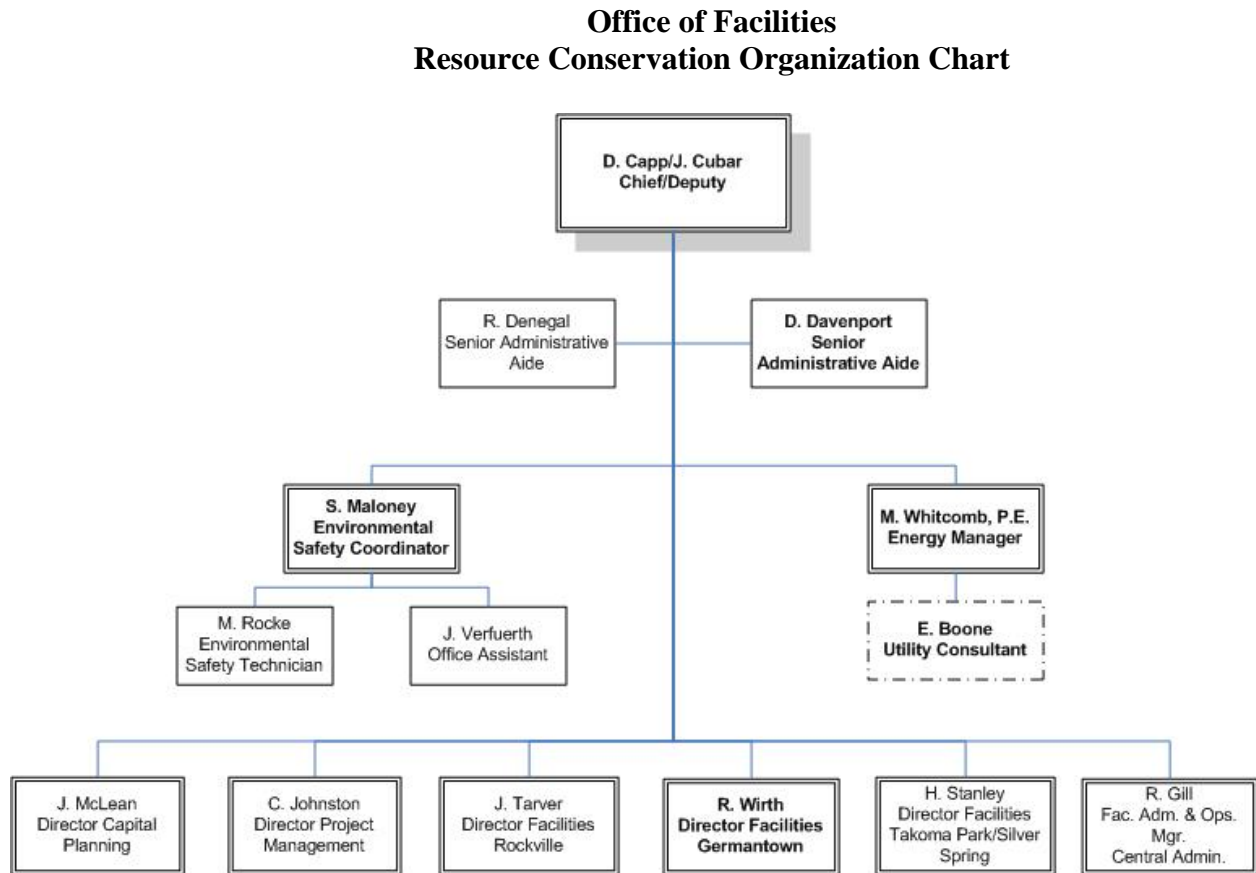 Office of Facilities
Resource Conservation Organization Chart
D. Capp/J. Cubar
Chief/Deputy
R. Denegal
Senior Administrative
Aide
D. Davenport
Senior
Administrative Aide
S. Maloney
Environmental
Safety Coordinator
M. Whitcomb, P.E.
Energy Manager
M. Rocke
Environmental
Safety Technician
J. Verfuerth
Office Assistant
E. Boone
Utility Consultant
J. McLean
Director Capital
Planning
C. Johnston
Director Project
Management
J. Tarver
Director Facilities
Rockville
R. Wirth
Director Facilities
Germantown
H. Stanley
Director Facilities
Takoma Park/Silver
Spring
R. Gill
Fac. Adm. & Ops.
Mgr.
Central Admin.